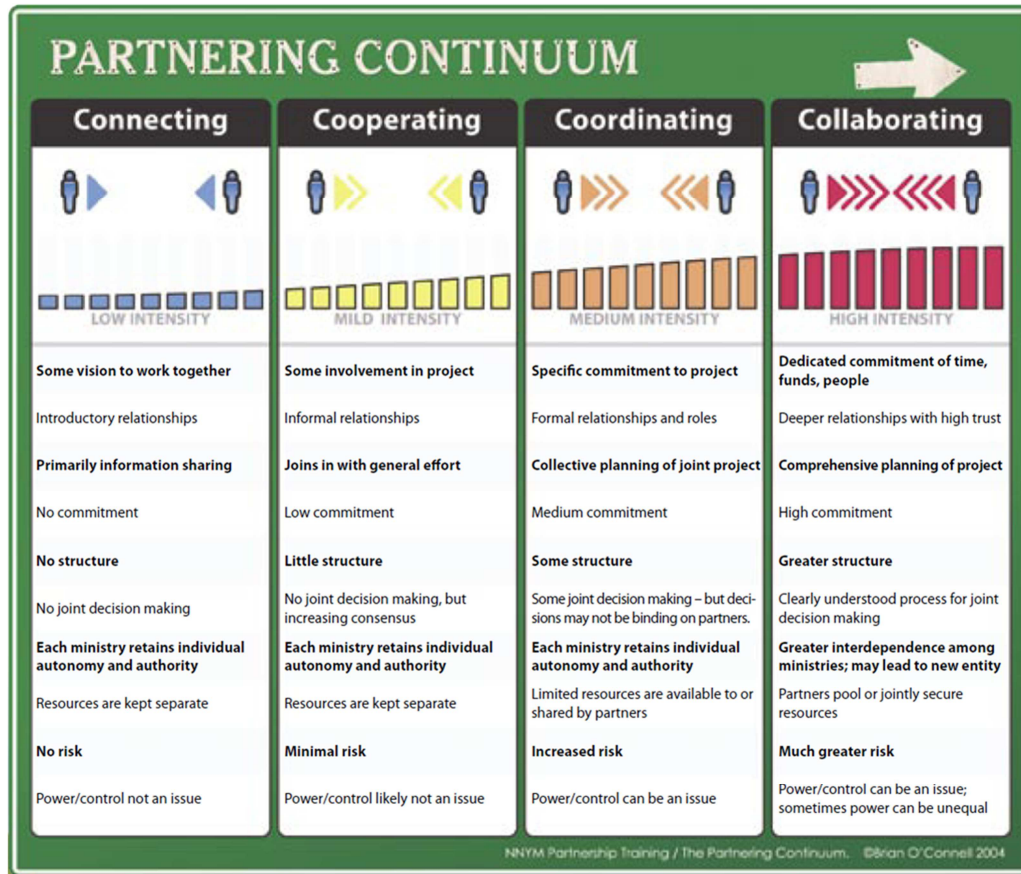 PARTNERING CONTINUUM
Connecting
LOW INTENSITY
Some vision to work together
Introductory relationships
Primarily information sharing
No commitment
No structure
No joint decision making
Each ministry retains individual
autonomy and authority
Resources are kept separate
No risk
Power/control not an issue
Cooperating
MILD INTENSITY
Some involvement in project
Informal relationships
Joins in with general effort
Low commitment
Little structure
No joint decision making, but
increasing consensus
Each ministry retains individual
autonomy and authority
Resources are kept separate
Minimal risk
Power/control likely not an issue
Coordinating
MEDIUM INTENSITY
Specific commitment to project
Formal relationships and roles
Collective planning of joint project
Medium commitment
Some structure
Some joint decision making – but deci-
sions may not be binding on partners.
Each ministry retains individual
autonomy and authority
Limited resources are available to or
shared by partners
Increased risk
Power/control can be an issue
Collaborating
HIGH INTENSITY
Dedicated commitment of time,
funds, people
Deeper relationships with high trust
Comprehensive planning of project
High commitment
Greater structure
Clearly understood process for joint
decision making
Greater interdependence among
ministries; may lead to new entity
Partners pool or jointly secure
resources
Much greater risk
Power/control can be an issue;
sometimes power can be unequal
NNYM Partnership Training / The Partnering Continuum. ©Brian O'Connell 2004